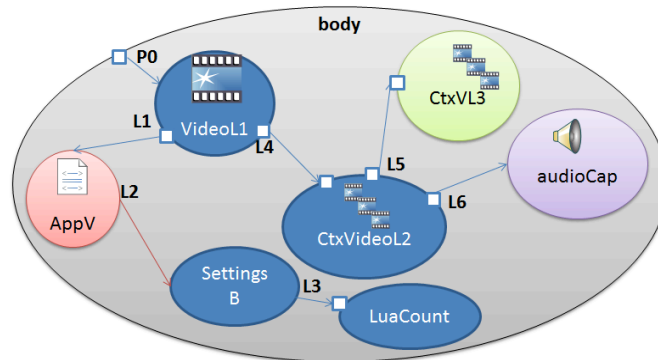 body
P0
VideoL1
L1
L4
CtxVL3
L5
audioCap
L2
AppV
L6
CtxVideoL2
Settings
B
L3
LuaCount